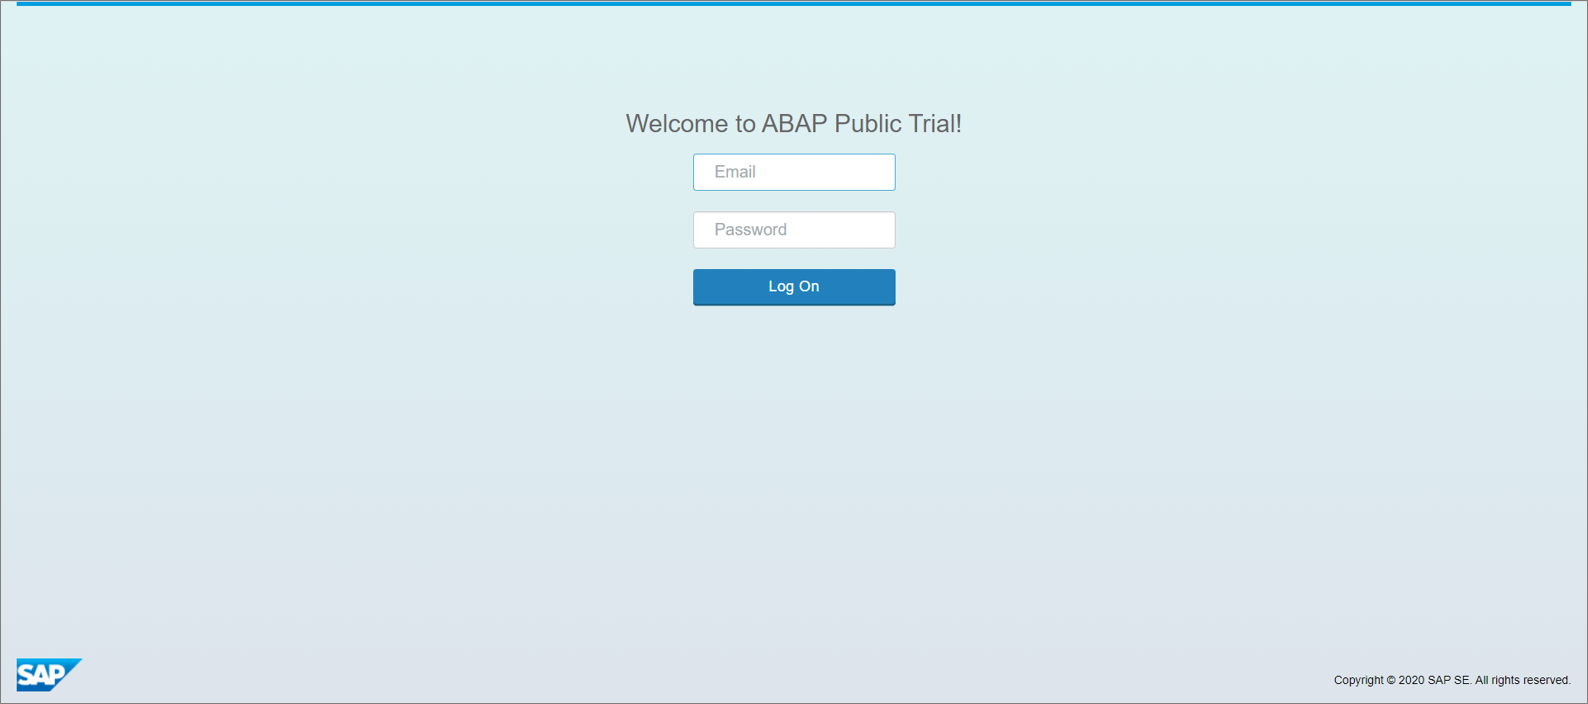 Welcome to ABAP Public Trial!
Email
Password
Log On
SAP
Copyright © 2020 SAP SE. All rights reserved.